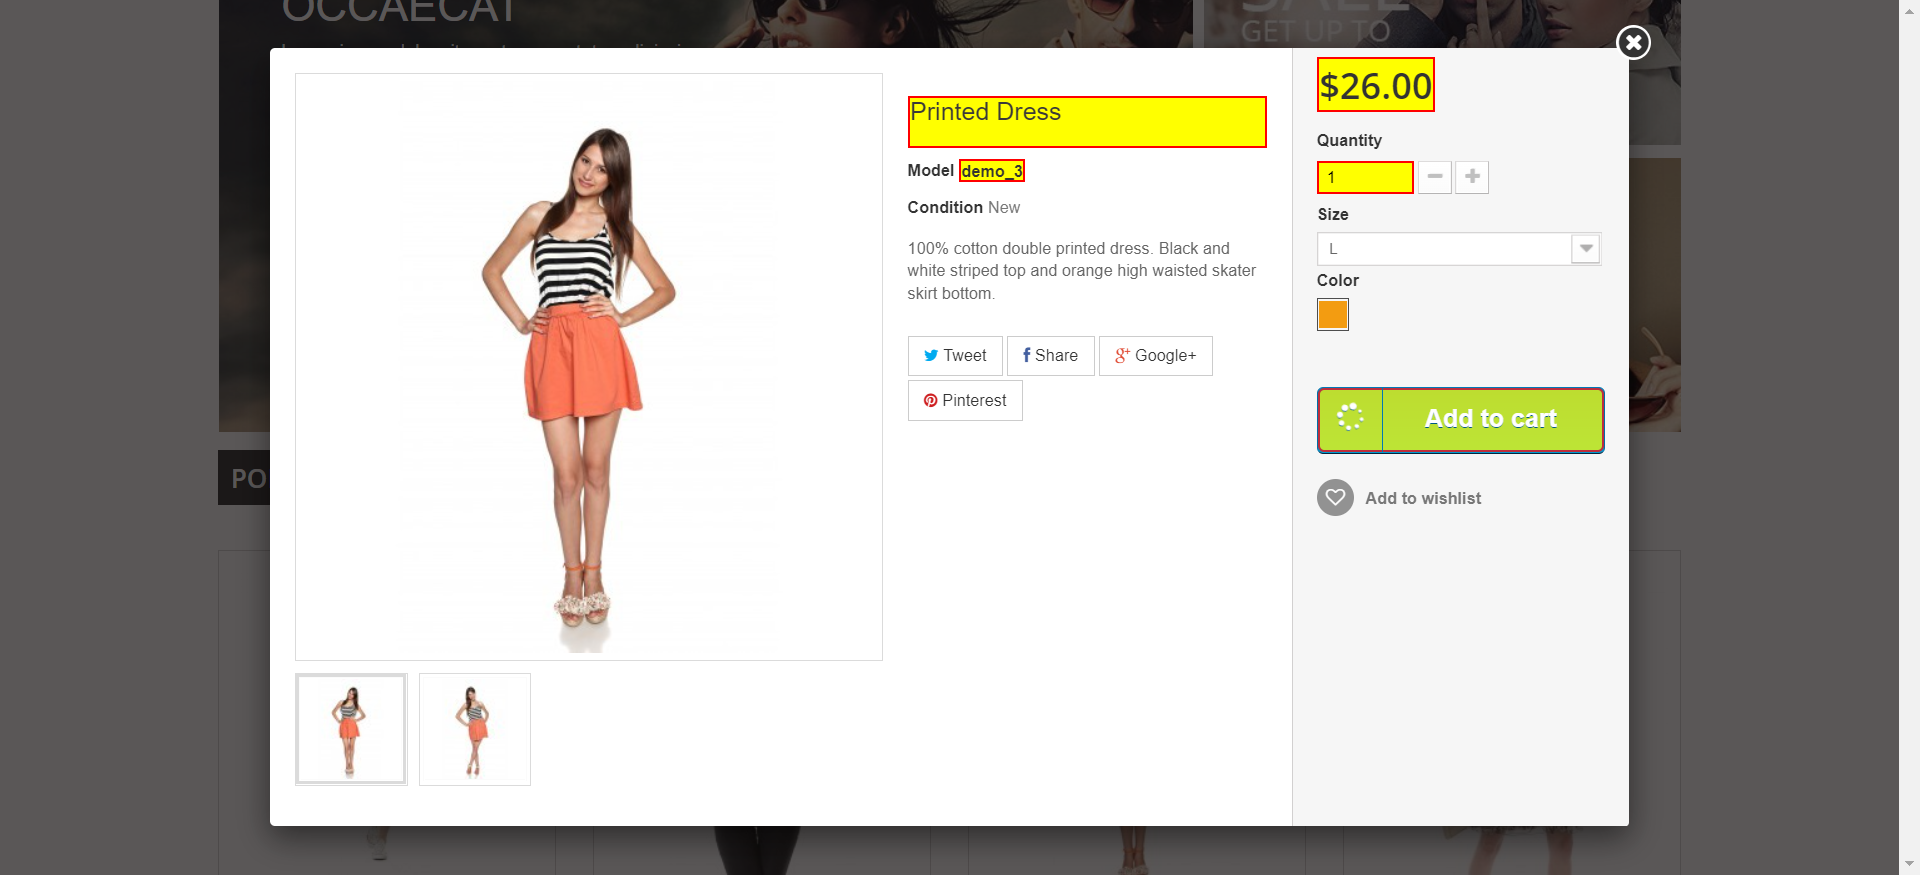 OCCAECAT
SALE
GET UP TO
$26.00
Printed Dress
Quantity
Model demo_3
1
Condition New
Size
100% cotton double printed dress. Black and
white striped top and orange high waisted skater
skirt bottom.
L
Color
Tweet
Share
Google+
Pinterest
Add to cart
Add to wishlist
PO